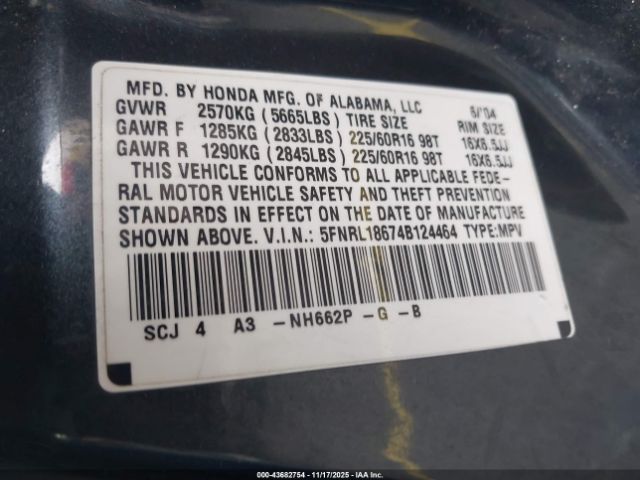 MFD. BY HONDA MFG. OF ALABAMA, LLC 5/'04
GVWR 2570KG (5665LBS) TIRE SIZE RIM SIZE
GAWR F 1285KG (2833LBS) 225/60R16 98T 16X6.5JJ
GAWR R 1290KG (2845LBS) 225/60R16 98T 16X6.5JJ
THIS VEHICLE CONFORMS TO ALL APPLICABLE FEDE-
RAL MOTOR VEHICLE SAFETY AND THEFT PREVENTION
STANDARDS IN EFFECT ON THE DATE OF MANUFACTURE
SHOWN ABOVE. V.I.N.: 5FNRL18674B124464 TYPE:MPV
SCJ 4 A3 -NH662P -G -B
000-43682754 - 11/17/2025 - IAA Inc.